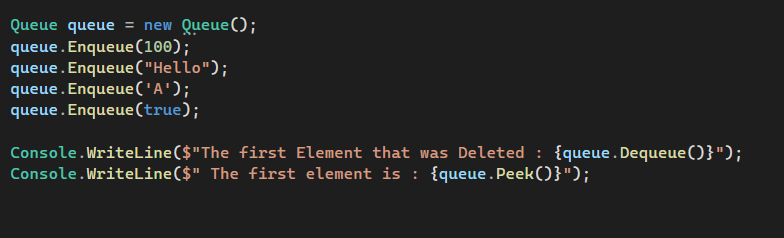 Queue queue = new Queue();
queue.Enqueue(100);
queue.Enqueue("Hello");
queue.Enqueue('A');
queue.Enqueue(true);
Console.WriteLine($"The first Element that was Deleted : {queue.Dequeue()}");
Console.WriteLine($" The first element is : {queue.Peek()}");